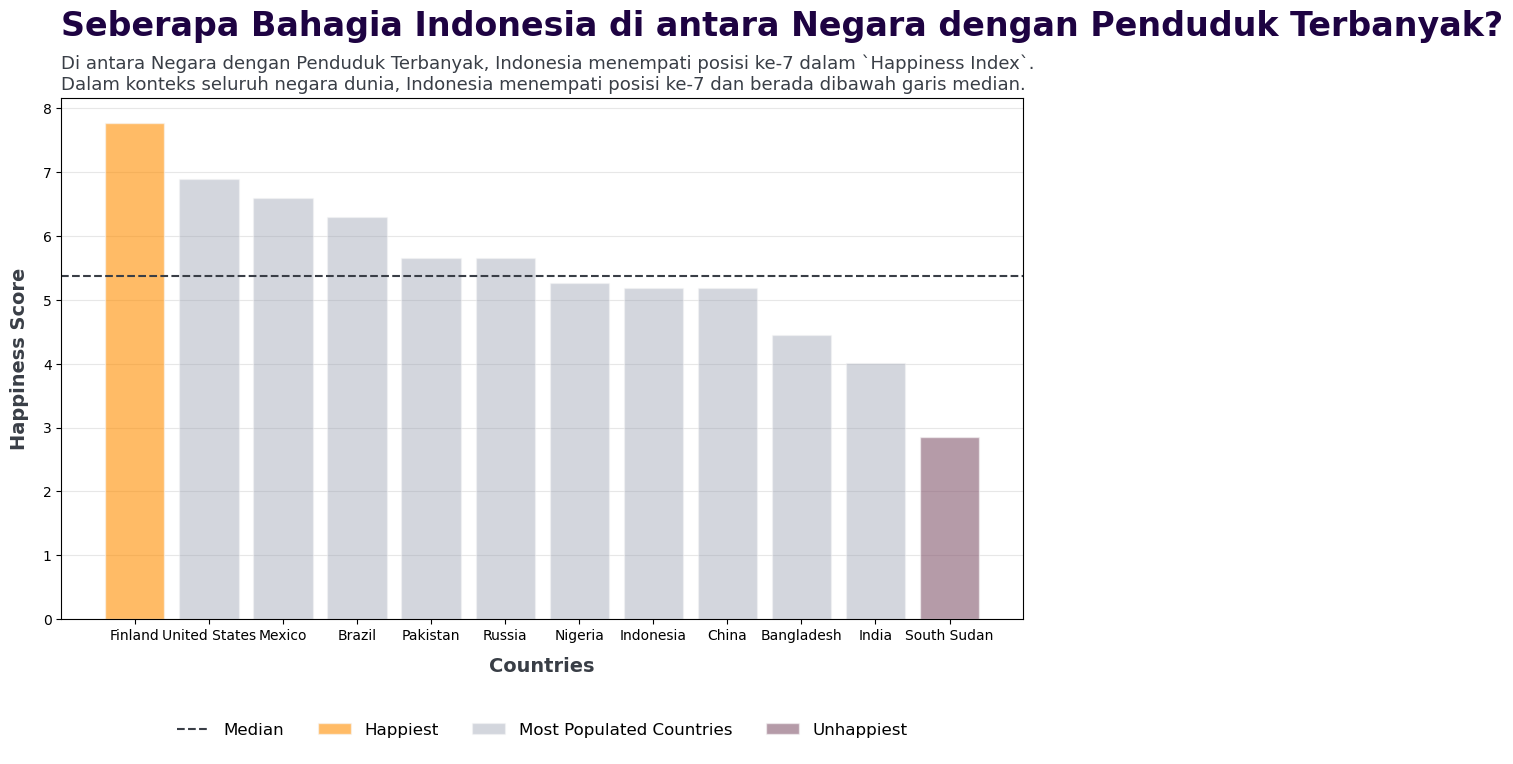 Seberapa Bahagia Indonesia di antara Negara dengan Penduduk Terbanyak?
Di antara Negara dengan Penduduk Terbanyak, Indonesia menempati posisi ke-7 dalam `Happiness Index`.
Dalam konteks seluruh negara dunia, Indonesia menempati posisi ke-7 dan berada dibawah garis median.
8
7
6
5
4
3
2
1
0
Happiness Score
Finland United States Mexico Brazil Pakistan Russia Nigeria Indonesia China Bangladesh India South Sudan
Countries
Median Happiest Most Populated Countries Unhappiest